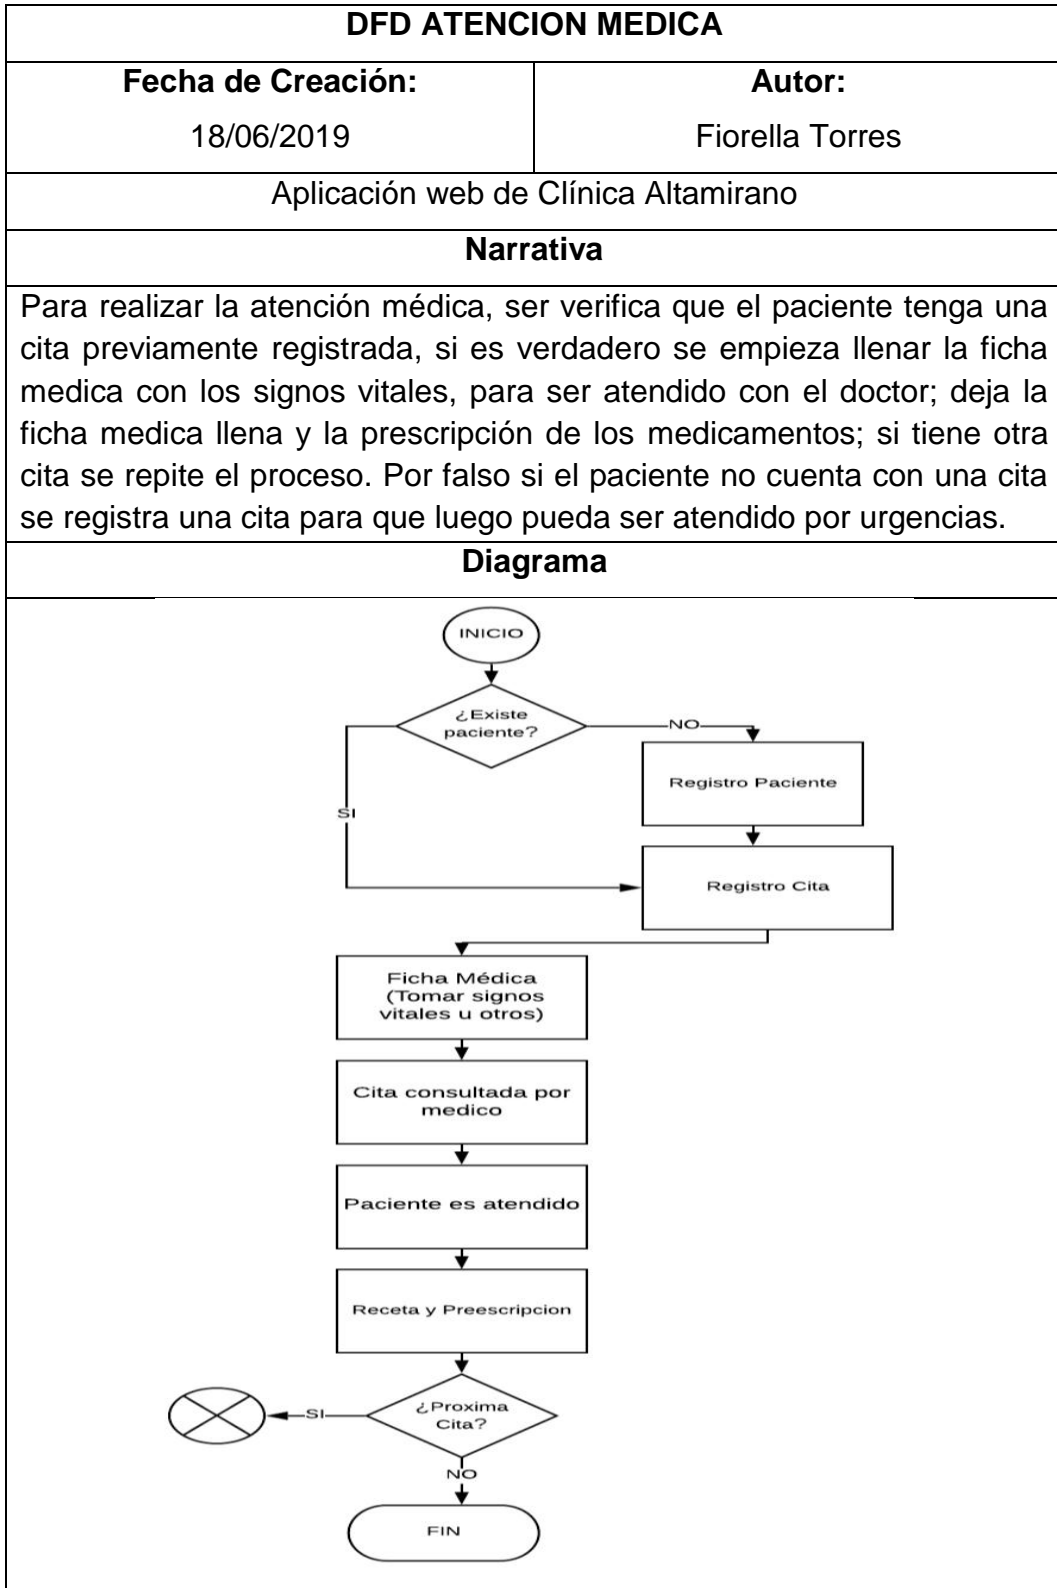 DFD ATENCION MEDICA
Fecha de Creación:
18/06/2019
Autor:
Fiorella Torres
Aplicación web de Clínica Altamirano
Narrativa
Para realizar la atención médica, ser verifica que el paciente tenga una
cita previamente registrada, si es verdadero se empieza llenar la ficha
medica con los signos vitales, para ser atendido con el doctor; deja la
ficha medica llena y la prescripción de los medicamentos; si tiene otra
cita se repite el proceso. Por falso si el paciente no cuenta con una cita
se registra una cita para que luego pueda ser atendido por urgencias.
Diagrama
INICIO
¿Existe
paciente?
NO
Registro Paciente
SI
Registro Cita
Ficha Médica
(Tomar signos
vitales u otros)
Cita consultada por
medico
Paciente es atendido
Receta y Preescripcion
¿Proxima
Cita?
SI
NO
FIN